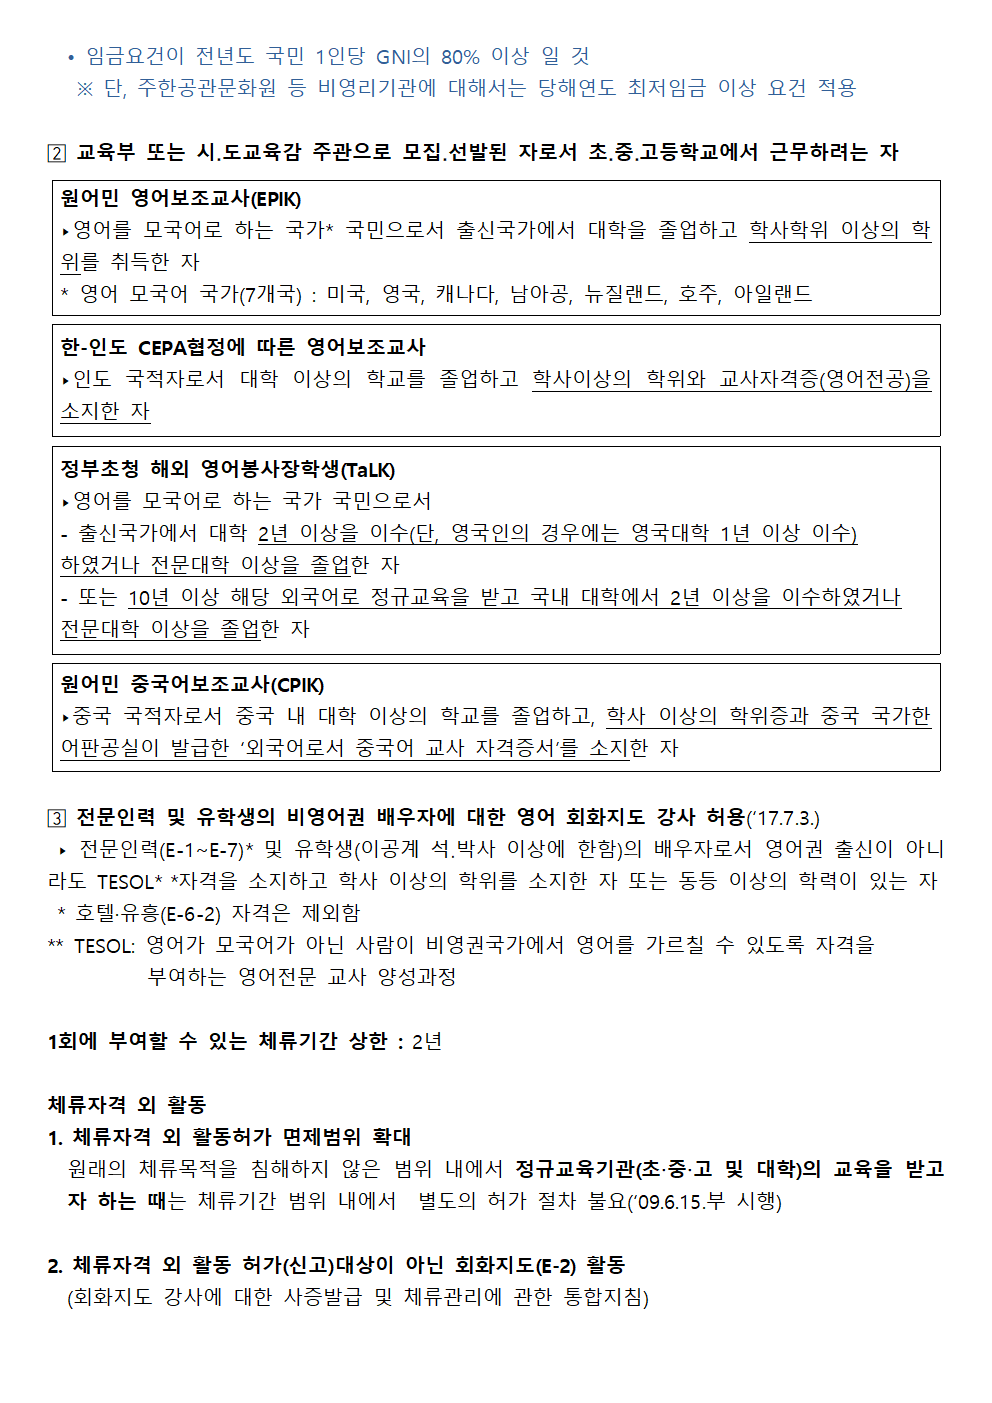 • 임금요건이 전년도 국민 1인당 GNI의 80% 이상 일 것
※ 단, 주한공관문화원 등 비영리기관에 대해서는 당해연도 최저임금 이상 요건 적용
2 교육부 또는 시.도교육감 주관으로 모집.선발된 자로서 초.중.고등학교에서 근무하려는 자
원어민 영어보조교사(EPIK)
▸영어를 모국어로 하는 국가* 국민으로서 출신국가에서 대학을 졸업하고 학사학위 이상의 학
위를 취득한 자
* 영어 모국어 국가(7개국) : 미국, 영국, 캐나다, 남아공, 뉴질랜드, 호주, 아일랜드
한-인도 CEPA협정에 따른 영어보조교사
▸인도 국적자로서 대학 이상의 학교를 졸업하고 학사이상의 학위와 교사자격증(영어전공)을
소지한 자
정부초청 해외 영어봉사장학생(TaLK)
▸영어를 모국어로 하는 국가 국민으로서
- 출신국가에서 대학 2년 이상을 이수(단, 영국인의 경우에는 영국대학 1년 이상 이수)
하였거나 전문대학 이상을 졸업한 자
- 또는 10년 이상 해당 외국어로 정규교육을 받고 국내 대학에서 2년 이상을 이수하였거나
전문대학 이상을 졸업한 자
원어민 중국어보조교사(CPIK)
▸중국 국적자로서 중국 내 대학 이상의 학교를 졸업하고, 학사 이상의 학위증과 중국 국가한
어판공실이 발급한 ‘외국어로서 중국어 교사 자격증서’를 소지한 자
3 전문인력 및 유학생의 비영어권 배우자에 대한 영어 회화지도 강사 허용(‘17.7.3.)
▸ 전문인력(E-1~E-7)* 및 유학생(이공계 석.박사 이상에 한함)의 배우자로서 영어권 출신이 아니
라도 TESOL* *자격을 소지하고 학사 이상의 학위를 소지한 자 또는 동등 이상의 학력이 있는 자
* 호텔·유흥(E-6-2) 자격은 제외함
** TESOL: 영어가 모국어가 아닌 사람이 비영권국가에서 영어를 가르칠 수 있도록 자격을
부여하는 영어전문 교사 양성과정
1회에 부여할 수 있는 체류기간 상한 : 2년
체류자격 외 활동
1. 체류자격 외 활동허가 면제범위 확대
원래의 체류목적을 침해하지 않은 범위 내에서 정규교육기관(초·중·고 및 대학)의 교육을 받고
자 하는 때는 체류기간 범위 내에서 별도의 허가 절차 불요(‘09.6.15.부 시행)
2. 체류자격 외 활동 허가(신고)대상이 아닌 회화지도(E-2) 활동
(회화지도 강사에 대한 사증발급 및 체류관리에 관한 통합지침)